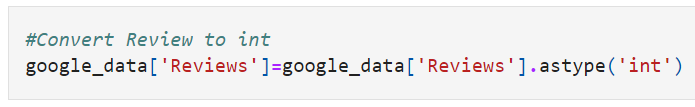 #Convert Review to int
google_data['Reviews']=google_data['Reviews'].astype('int')